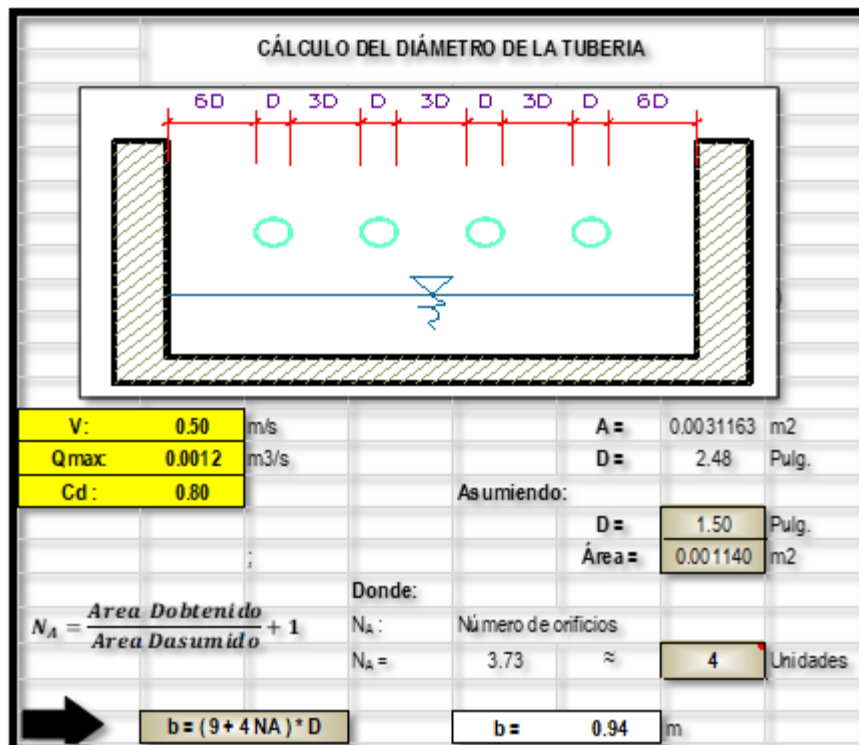 CÁLCULO DEL DIÁMETRO DE LA TUBERIA
6D D 3D D 3D D 3D D 6D
V: 0.50 m/s A = 0.0031163 m2
Qmax: 0.0012 m3/s D = 2.48 Pulg.
Cd : 0.80 Asumiendo:
D = 1.50 Pulg.
; Área = 0.001140 m2
Donde:
N_A = Area Dobtenido / Area Dasumido + 1
N_A : Número de orificios
N_A = 3.73 ≈ 4 Unidades
b = ( 9 + 4 NA ) * D b = 0.94 m